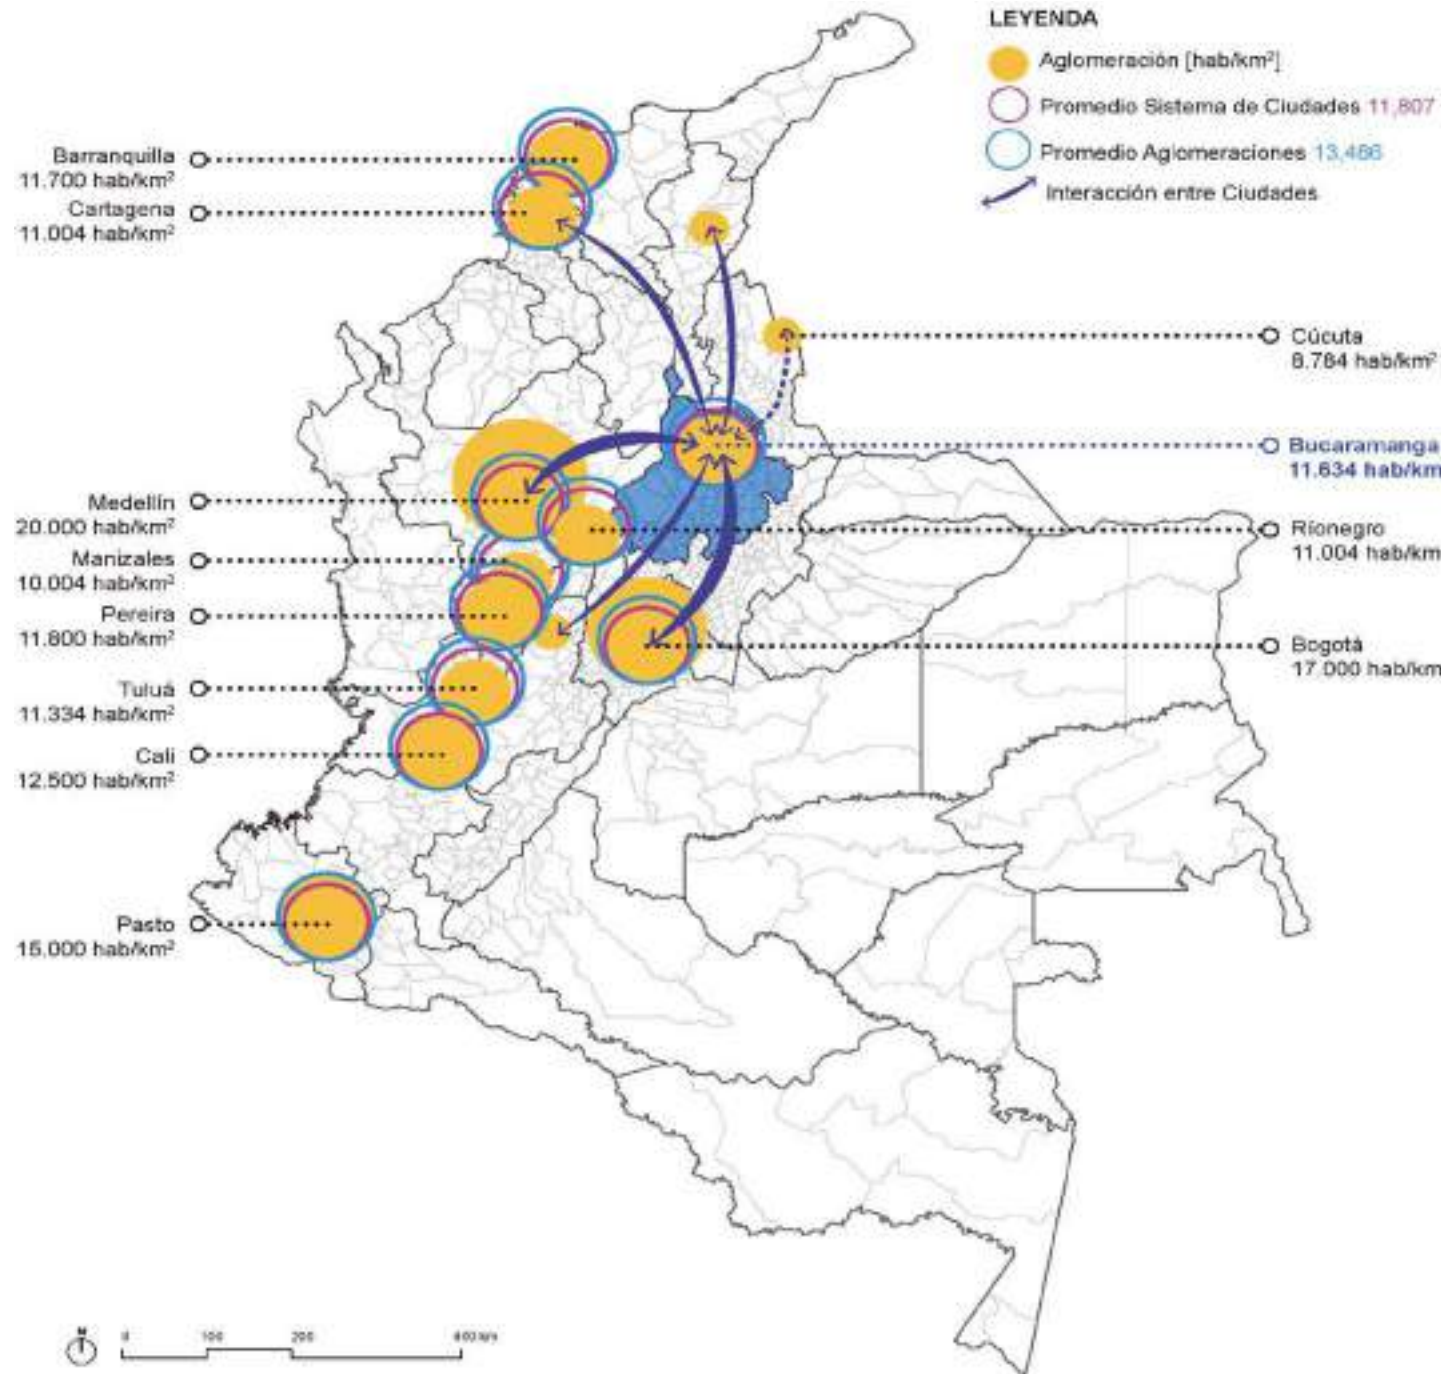 LEYENDA
Aglomeración [hab/km²]
Promedio Sistema de Ciudades 11,807
Promedio Aglomeraciones 13,466
Interacción entre Ciudades
Barranquilla
11.700 hab/km²
Cartagena
11.004 hab/km²
Cúcuta
8.784 hab/km²
Bucaramanga
11.634 hab/km
Medellín
20.000 hab/km²
Ríonegro
11.004 hab/km
Manizales
10.004 hab/km²
Pereira
11.800 hab/km²
Bogotá
17.000 hab/km
Tuluá
11.334 hab/km²
Cali
12.500 hab/km²
Pasto
15.000 hab/km²
N
0 100 200 400 km